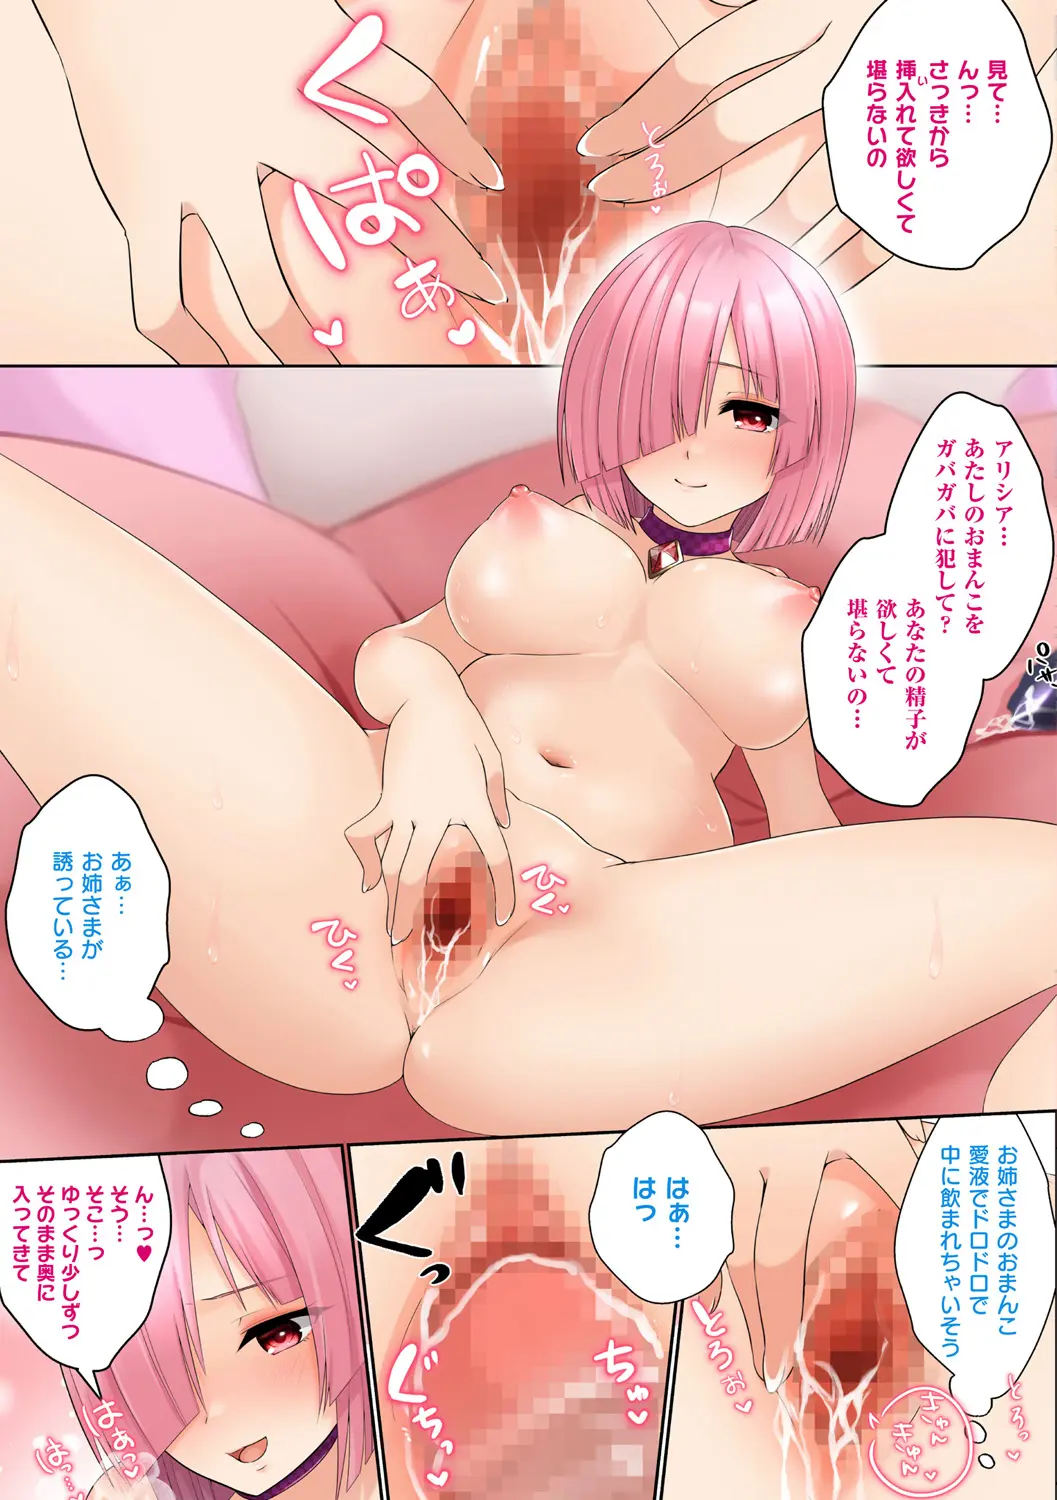 見て…
んっ…
さっきから
挿入れて欲しくて
堪らないの
い
くぱぁ
とろぉ
アリシア…
あたしのおまんこを
ガバガバに犯して?
あなたの精子が
欲しくて
堪らないの…
あぁ…
お姉さまが
誘っている…
ひく
ひく
お姉さまのおまんこ
愛液でドロドロで
中に飲まれちゃいそう
とろっ
きゅん
きゅん
とろぉ
はぁ…
はっ
くっ
ちゅ
ぐちっ
ん…っ♥
そう…
そこ…っ
ゆっくり少しずつ
そのまま奥に
入ってきて
はぁっ
はっ…